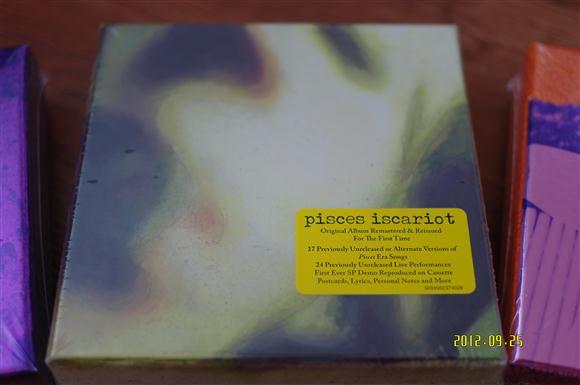 pisces iscariot
Original Album Remastered & Reissued
For The First Time
17 Previously Unreleased or Alternate Versions of
Pisces Era Songs
24 Previously Unreleased Live Performances
First Ever SP Demo Reproduced on Cassette
Postcards, Lyrics, Personal Notes and More
2012.09.25